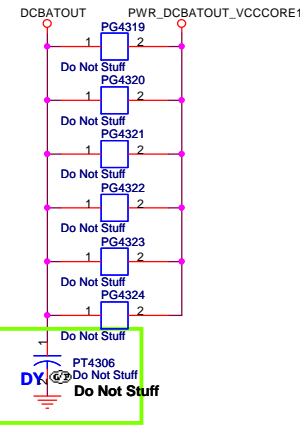 DCBATOUT PWR_DCBATOUT_VCCCORE1
PG4319
1 2
Do Not Stuff
PG4320
1 2
Do Not Stuff
PG4321
1 2
Do Not Stuff
PG4322
1 2
Do Not Stuff
PG4323
1 2
Do Not Stuff
PG4324
1 2
Do Not Stuff
1
PT4306
DY Do Not Stuff
Do Not Stuff